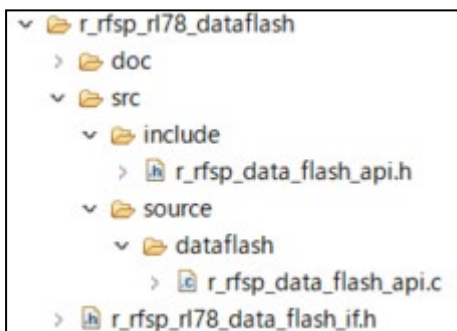 r_rfsp_rl78_dataflash
doc
src
include
r_rfsp_data_flash_api.h
source
dataflash
r_rfsp_data_flash_api.c
r_rfsp_rl78_data_flash_if.h